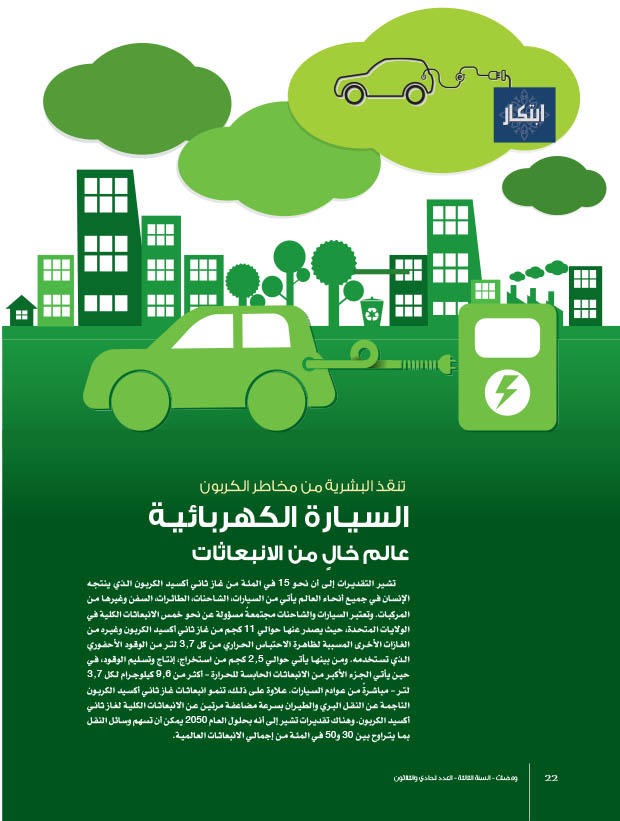 ابتكار
تنقذ البشرية من مخاطر الكربون
السيارة الكهربائية
عالم خالٍ من الانبعاثات
تشير التقديرات إلى أن نحو 15 في المئة من غاز ثاني أكسيد الكربون الذي ينتجه
الإنسان في جميع أنحاء العالم يأتي من السيارات، الشاحنات، الطائرات، السفن وغيرها من
المركبات. وتعتبر السيارات والشاحنات مجتمعةً مسؤولة عن نحو خمس الانبعاثات الكلية في
الولايات المتحدة، حيث يصدر عنها حوالي 11 كجم من غاز ثاني أكسيد الكربون وغيره من
الغازات الأخرى المسببة لظاهرة الاحتباس الحراري من كل 3,7 لتر من الوقود الأحفوري
الذي تستخدمه. ومن بينها يأتي حوالي 2,5 كجم من استخراج، إنتاج وتسليم الوقود، في
حين يأتي الجزء الأكبر من الانبعاثات الحابسة للحرارة - أكثر من 9,6 كيلوجرام لكل 3,7
لتر - مباشرةً من عوادم السيارات. علاوة على ذلك، تنمو انبعاثات غاز ثاني أكسيد الكربون
الناجمة عن النقل البري والطيران بسرعة مضاعفة مرتين عن الانبعاثات الكلية لغاز ثاني
أكسيد الكربون. وهناك تقديرات تشير إلى أنه بحلول العام 2050 يمكن أن تسهم وسائل النقل
بما يتراوح بين 30 و50 في المئة من إجمالي الانبعاثات العالمية.
22 ومضات - السنة الثالثة - العدد الحادي والثلاثون